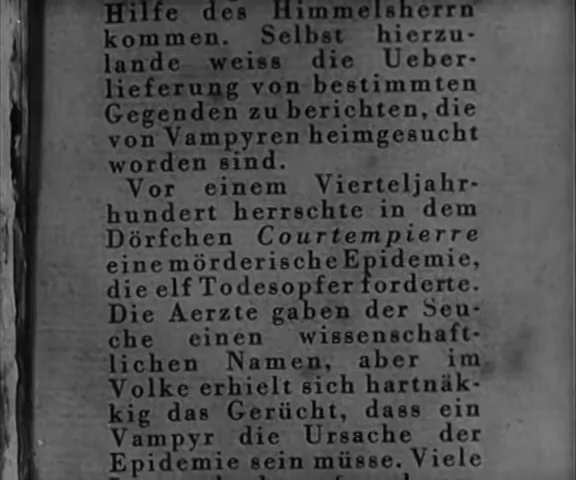 Hilfe des Himmelsherrn
kommen. Selbst hierzu-
lande weiss die Ueber-
lieferung von bestimmten
Gegenden zu berichten, die
von Vampyren heimgesucht
worden sind.
Vor einem Vierteljahr-
hundert herrschte in dem
Dörfchen Courtempierre
eine mörderische Epidemie,
die elf Todesopfer forderte.
Die Aerzte gaben der Seu-
che einen wissenschaft-
lichen Namen, aber im
Volke erhielt sich hartnäk-
kig das Gerücht, dass ein
Vampyr die Ursache der
Epidemie sein müsse. Viele